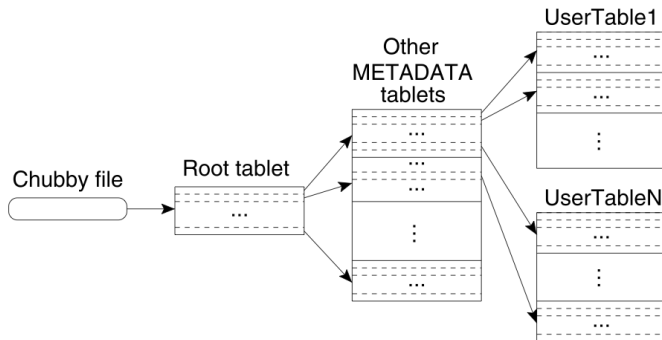 Chubby file
Root tablet
...
Other
METADATA
tablets
...
...
...
⋮
...
UserTable1
...
...
⋮
UserTableN
...
⋮
...